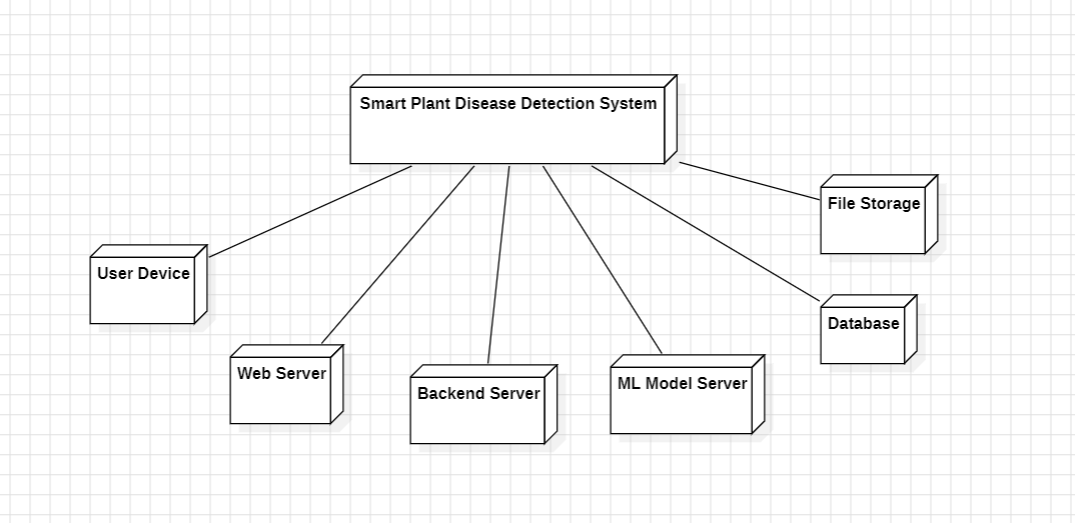 Smart Plant Disease Detection System
File Storage
User Device
Database
Web Server
Backend Server
ML Model Server